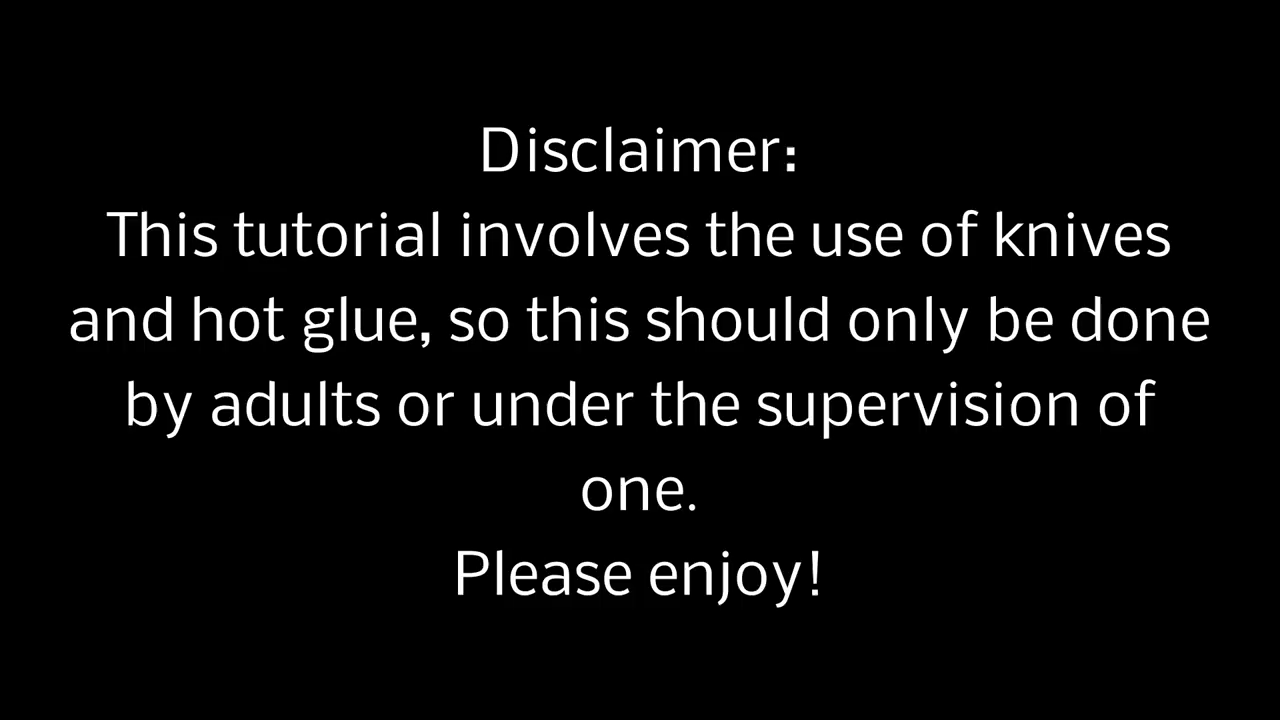 Disclaimer:
This tutorial involves the use of knives
and hot glue, so this should only be done
by adults or under the supervision of
one.
Please enjoy!